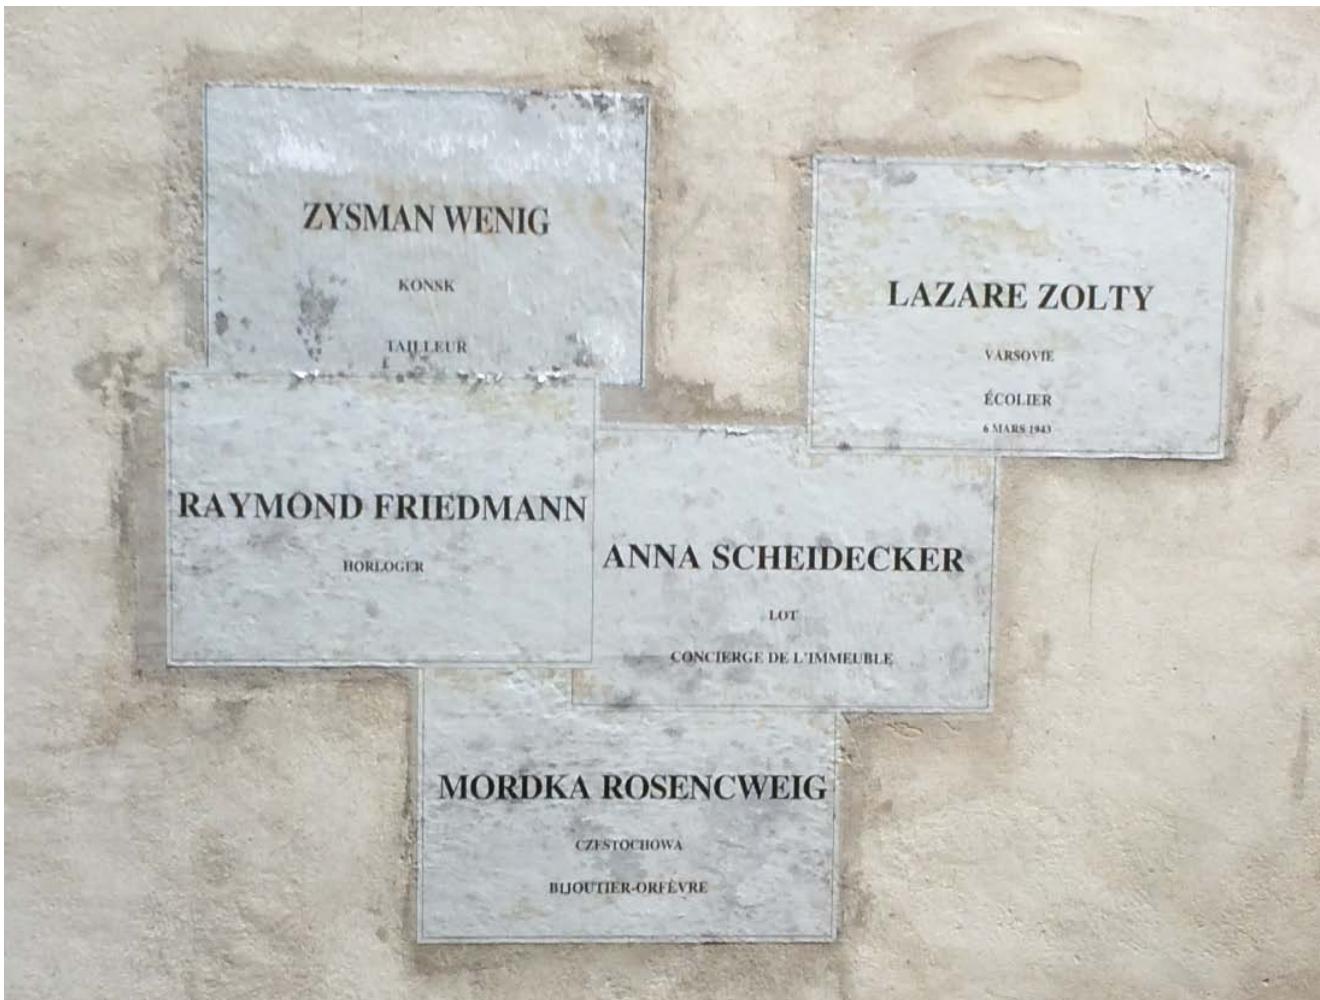 ZYSMAN WENIG
KONSK
TAILLEUR
LAZARE ZOLTY
VARSOVIE
ÉCOLIER
6 MARS 1943
RAYMOND FRIEDMANN
HORLOGER
ANNA SCHEIDECKER
LOT
CONCIERGE DE L'IMMEUBLE
MORDKA ROSENCWEIG
CZESTOCHOWA
BIJOUTIER-ORFÈVRE